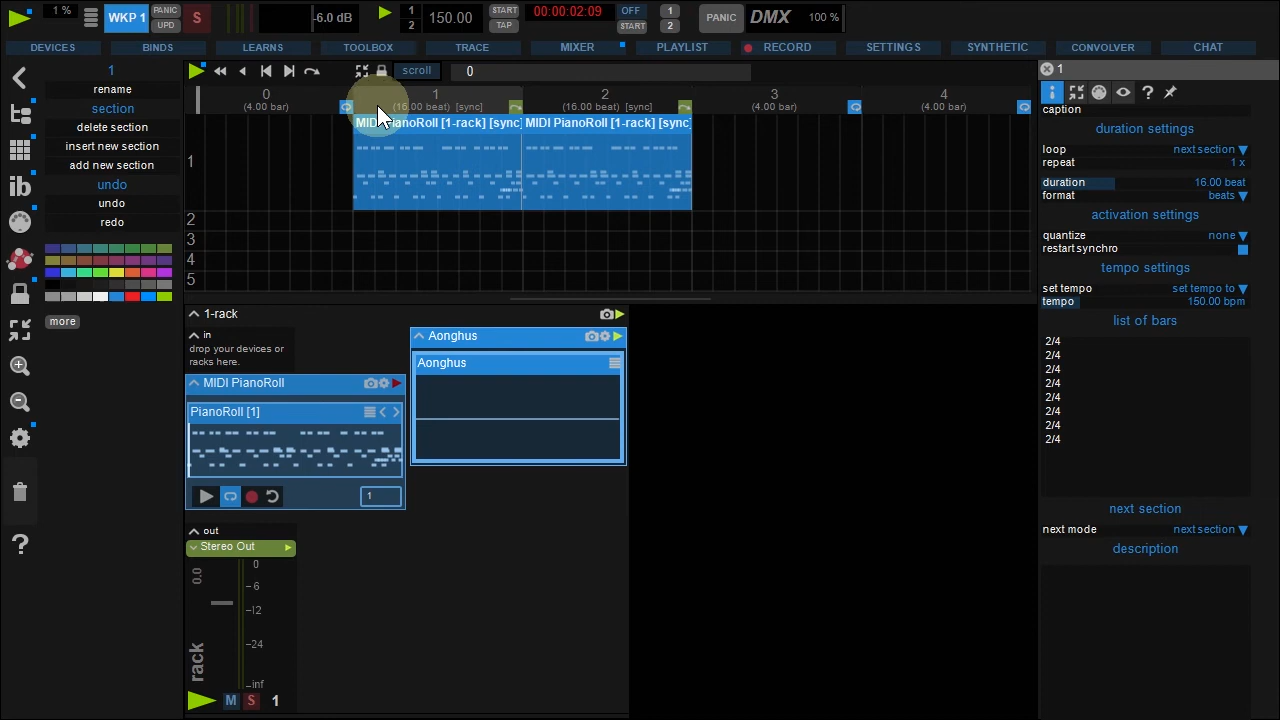 1 % WKP 1 PANIC UPD S -6.0 dB 1 2 150.00 START TAP 00:00:02:09 OFF START 1 2 PANIC DMX 100 %
DEVICES BINDS LEARNS TOOLBOX TRACE MIXER PLAYLIST RECORD SETTINGS SYNTHETIC CONVOLVER CHAT
1
rename
section
delete section
insert new section
add new section
undo
undo
redo
more
scroll 0
0 1 2 3 4
(4.00 bar) (16.00 beat) [sync] (16.00 beat) [sync] (4.00 bar) (4.00 bar)
MIDI PianoRoll [1-rack] [sync] MIDI PianoRoll [1-rack] [sync]
1
2
3
4
5
1-rack
in
drop your devices or
racks here.
MIDI PianoRoll
PianoRoll [1]
1
Aonghus
Aonghus
out
Stereo Out
0.0
0
-6
-12
-24
-inf
rack
M S 1
1
caption
duration settings
loop next section
repeat 1 x
duration 16.00 beat
format beats
activation settings
quantize none
restart synchro
tempo settings
set tempo set tempo to
tempo 150.00 bpm
list of bars
2/4
2/4
2/4
2/4
2/4
2/4
2/4
2/4
next section
next mode next section
description